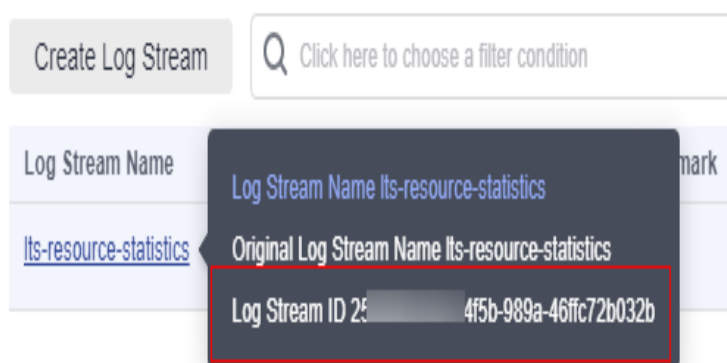 Create Log Stream
Click here to choose a filter condition
Log Stream Name
mark
Log Stream Name lts-resource-statistics
lts-resource-statistics
Original Log Stream Name lts-resource-statistics
Log Stream ID 25 4f5b-989a-46ffc72b032b